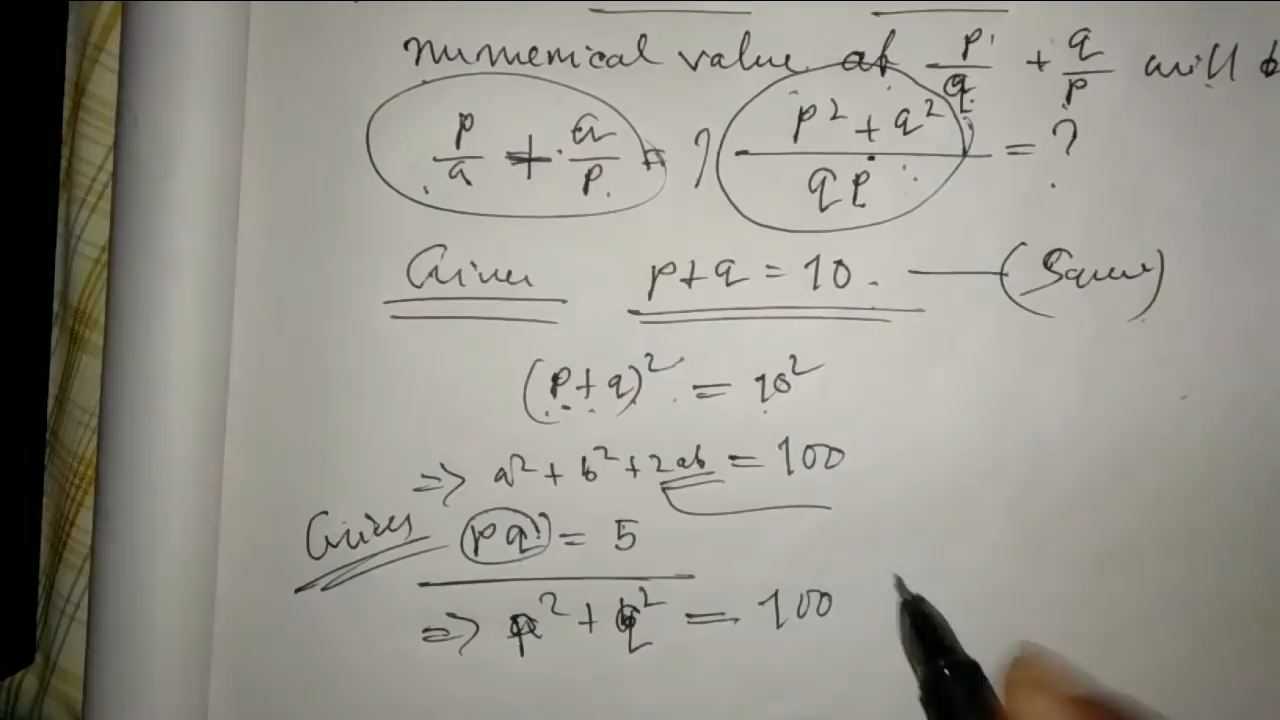 numerical value of p/q + q/p will b
p/q + q/p = ? (p² + q²)/(qp) = ?
Given p+q = 10. —(Square)
(p+q)² = 10²
=> a² + b² + 2ab = 100
Given pq = 5
=> p² + q² = 100